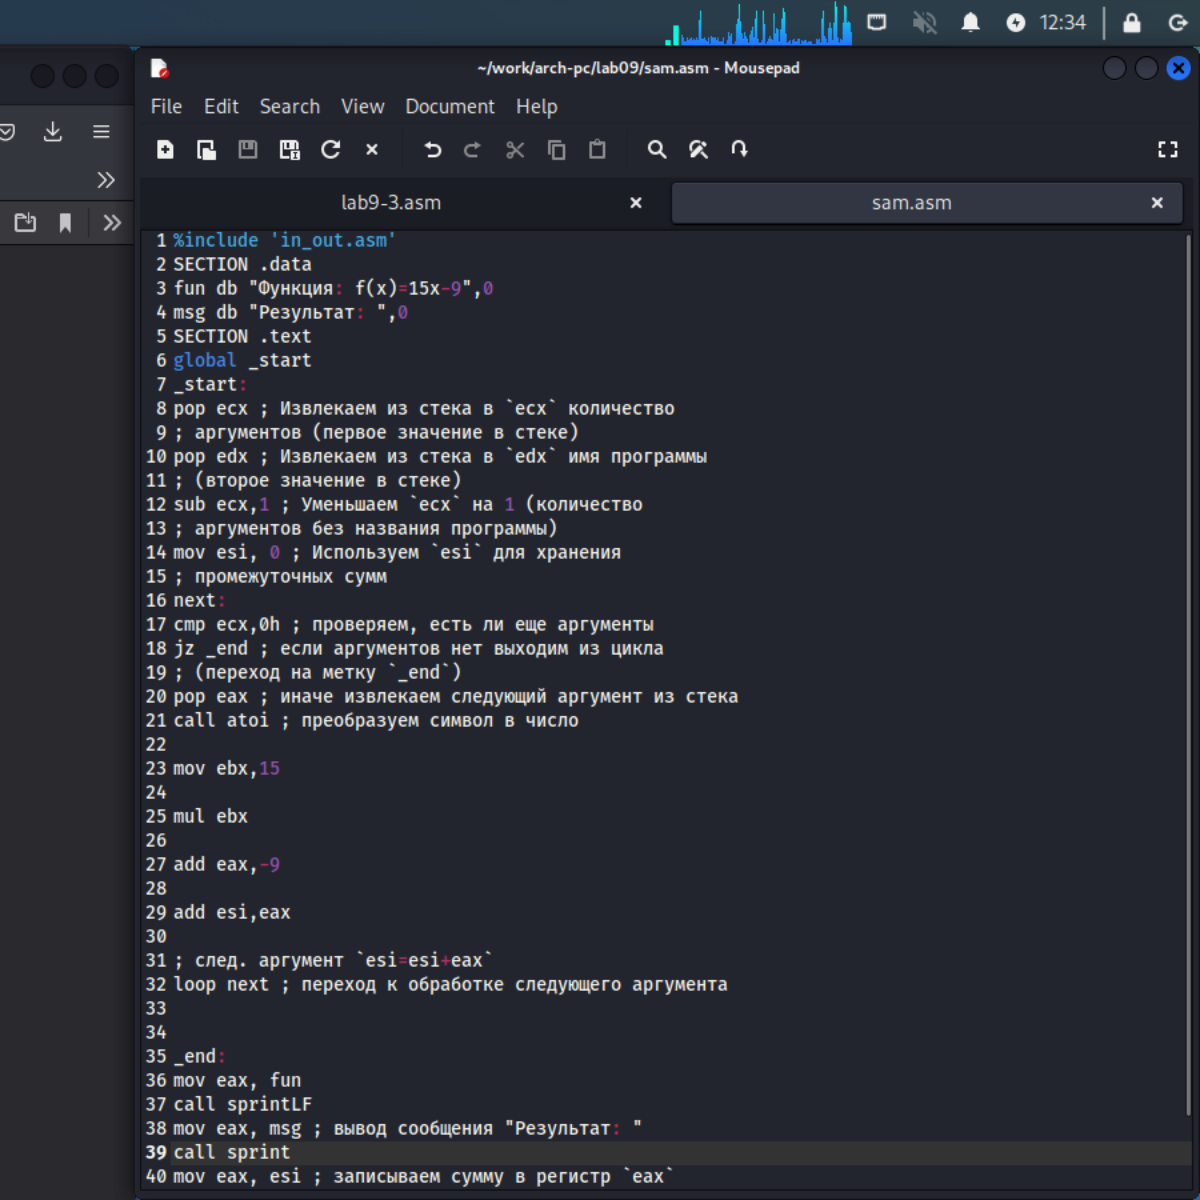 12:34
~/work/arch-pc/lab09/sam.asm - Mousepad
File Edit Search View Document Help
lab9-3.asm sam.asm
1 %include 'in_out.asm'
2 SECTION .data
3 fun db "Функция: f(x)=15x-9",0
4 msg db "Результат: ",0
5 SECTION .text
6 global _start
7 _start:
8 pop ecx ; Извлекаем из стека в `ecx` количество
9 ; аргументов (первое значение в стеке)
10 pop edx ; Извлекаем из стека в `edx` имя программы
11 ; (второе значение в стеке)
12 sub ecx,1 ; Уменьшаем `ecx` на 1 (количество
13 ; аргументов без названия программы)
14 mov esi, 0 ; Используем `esi` для хранения
15 ; промежуточных сумм
16 next:
17 cmp ecx,0h ; проверяем, есть ли еще аргументы
18 jz _end ; если аргументов нет выходим из цикла
19 ; (переход на метку `_end`)
20 pop eax ; иначе извлекаем следующий аргумент из стека
21 call atoi ; преобразуем символ в число
22
23 mov ebx,15
24
25 mul ebx
26
27 add eax,-9
28
29 add esi,eax
30
31 ; след. аргумент `esi=esi+eax`
32 loop next ; переход к обработке следующего аргумента
33
34
35 _end:
36 mov eax, fun
37 call sprintLF
38 mov eax, msg ; вывод сообщения "Результат: "
39 call sprint
40 mov eax, esi ; записываем сумму в регистр `eax`